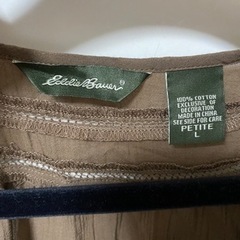 Eddie Bauer®
100% COTTON
EXCLUSIVE OF
DECORATION
MADE IN CHINA
SEE SIDE FOR CARE
PETITE
L